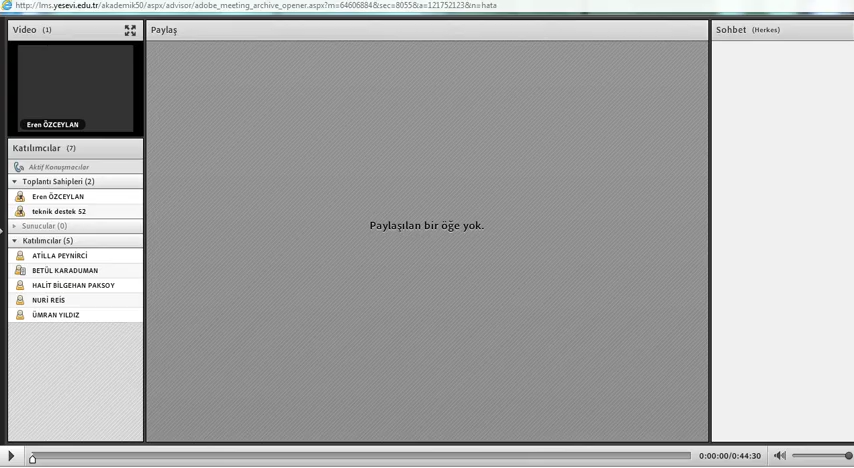 http://lms.yesevi.edu.tr/akademik50/aspx/advisor/adobe_meeting_archive_opener.aspx?m=64606884&sec=8055&a=121752123&n=hata
Video (1)
Paylaş
Sohbet (Herkes)
Eren ÖZCEYLAN
Katılımcılar (7)
Aktif Konuşmacılar
Toplantı Sahipleri (2)
Eren ÖZCEYLAN
teknik destek 52
Sunucular (0)
Katılımcılar (5)
ATİLLA PEYNİRCİ
BETÜL KARADUMAN
HALİT BİLGEHAN PAKSOY
NURİ REİS
ÜMRAN YILDIZ
Paylaşılan bir öğe yok.
0:00:00/0:44:30